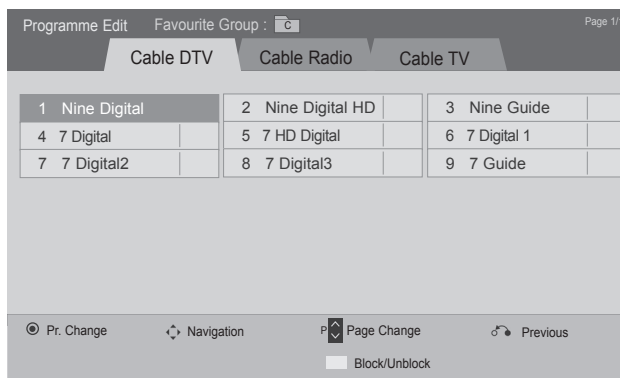 Programme Edit Favourite Group : C Page 1/
Cable DTV Cable Radio Cable TV
1 Nine Digital 2 Nine Digital HD 3 Nine Guide
4 7 Digital 5 7 HD Digital 6 7 Digital 1
7 7 Digital2 8 7 Digital3 9 7 Guide
Pr. Change Navigation P Page Change Previous
Block/Unblock